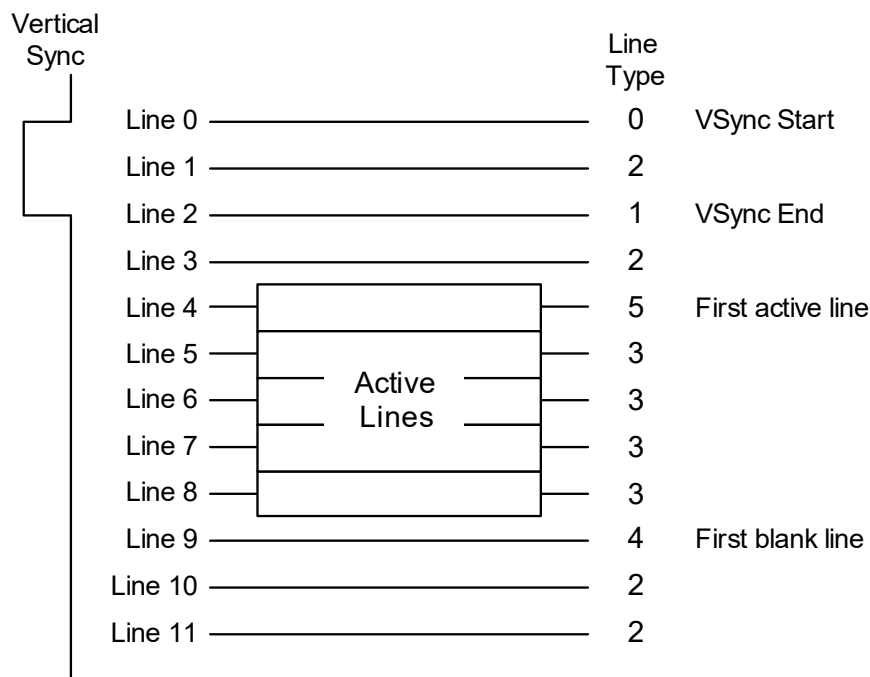 Vertical
Sync
Line
Type
Line 0 0 VSync Start
Line 1 2
Line 2 1 VSync End
Line 3 2
Line 4 5 First active line
Line 5 3
Active
Line 6 3
Lines
Line 7 3
Line 8 3
Line 9 4 First blank line
Line 10 2
Line 11 2